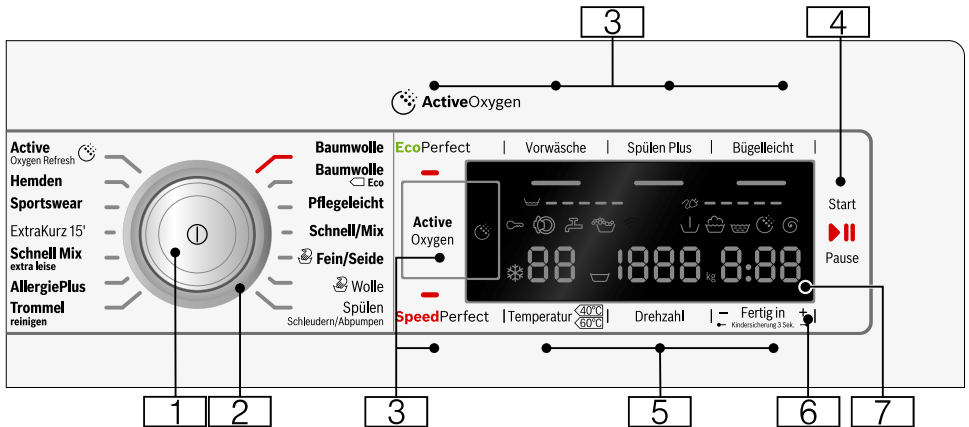 3
4
ActiveOxygen
Active
Oxygen Refresh
Hemden
Sportswear
ExtraKurz 15'
Schnell Mix
extra leise
AllergiePlus
Trommel
reinigen
Baumwolle
Baumwolle
Eco
Pflegeleicht
Schnell/Mix
Fein/Seide
Wolle
Spülen
Schleudern/Abpumpen
EcoPerfect | Vorwäsche | Spülen Plus | Bügelleicht |
Active
Oxygen
88 1888 kg 8:88
SpeedPerfect | Temperatur 40°C 60°C | Drehzahl | – Fertig in + |
Kindersicherung 3 Sek.
Start
Pause
1 2 3 5 6 7